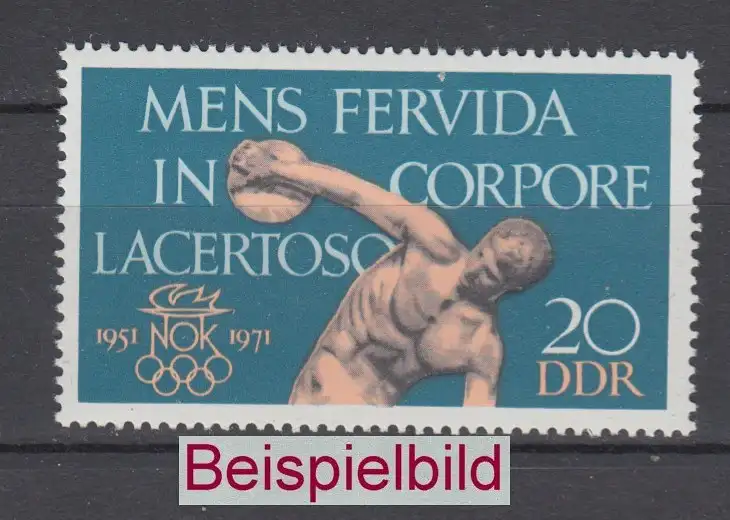 MENS FERVIDA
IN CORPORE
LACERTOSO
1951 NOK 1971
20
DDR
Beispielbild